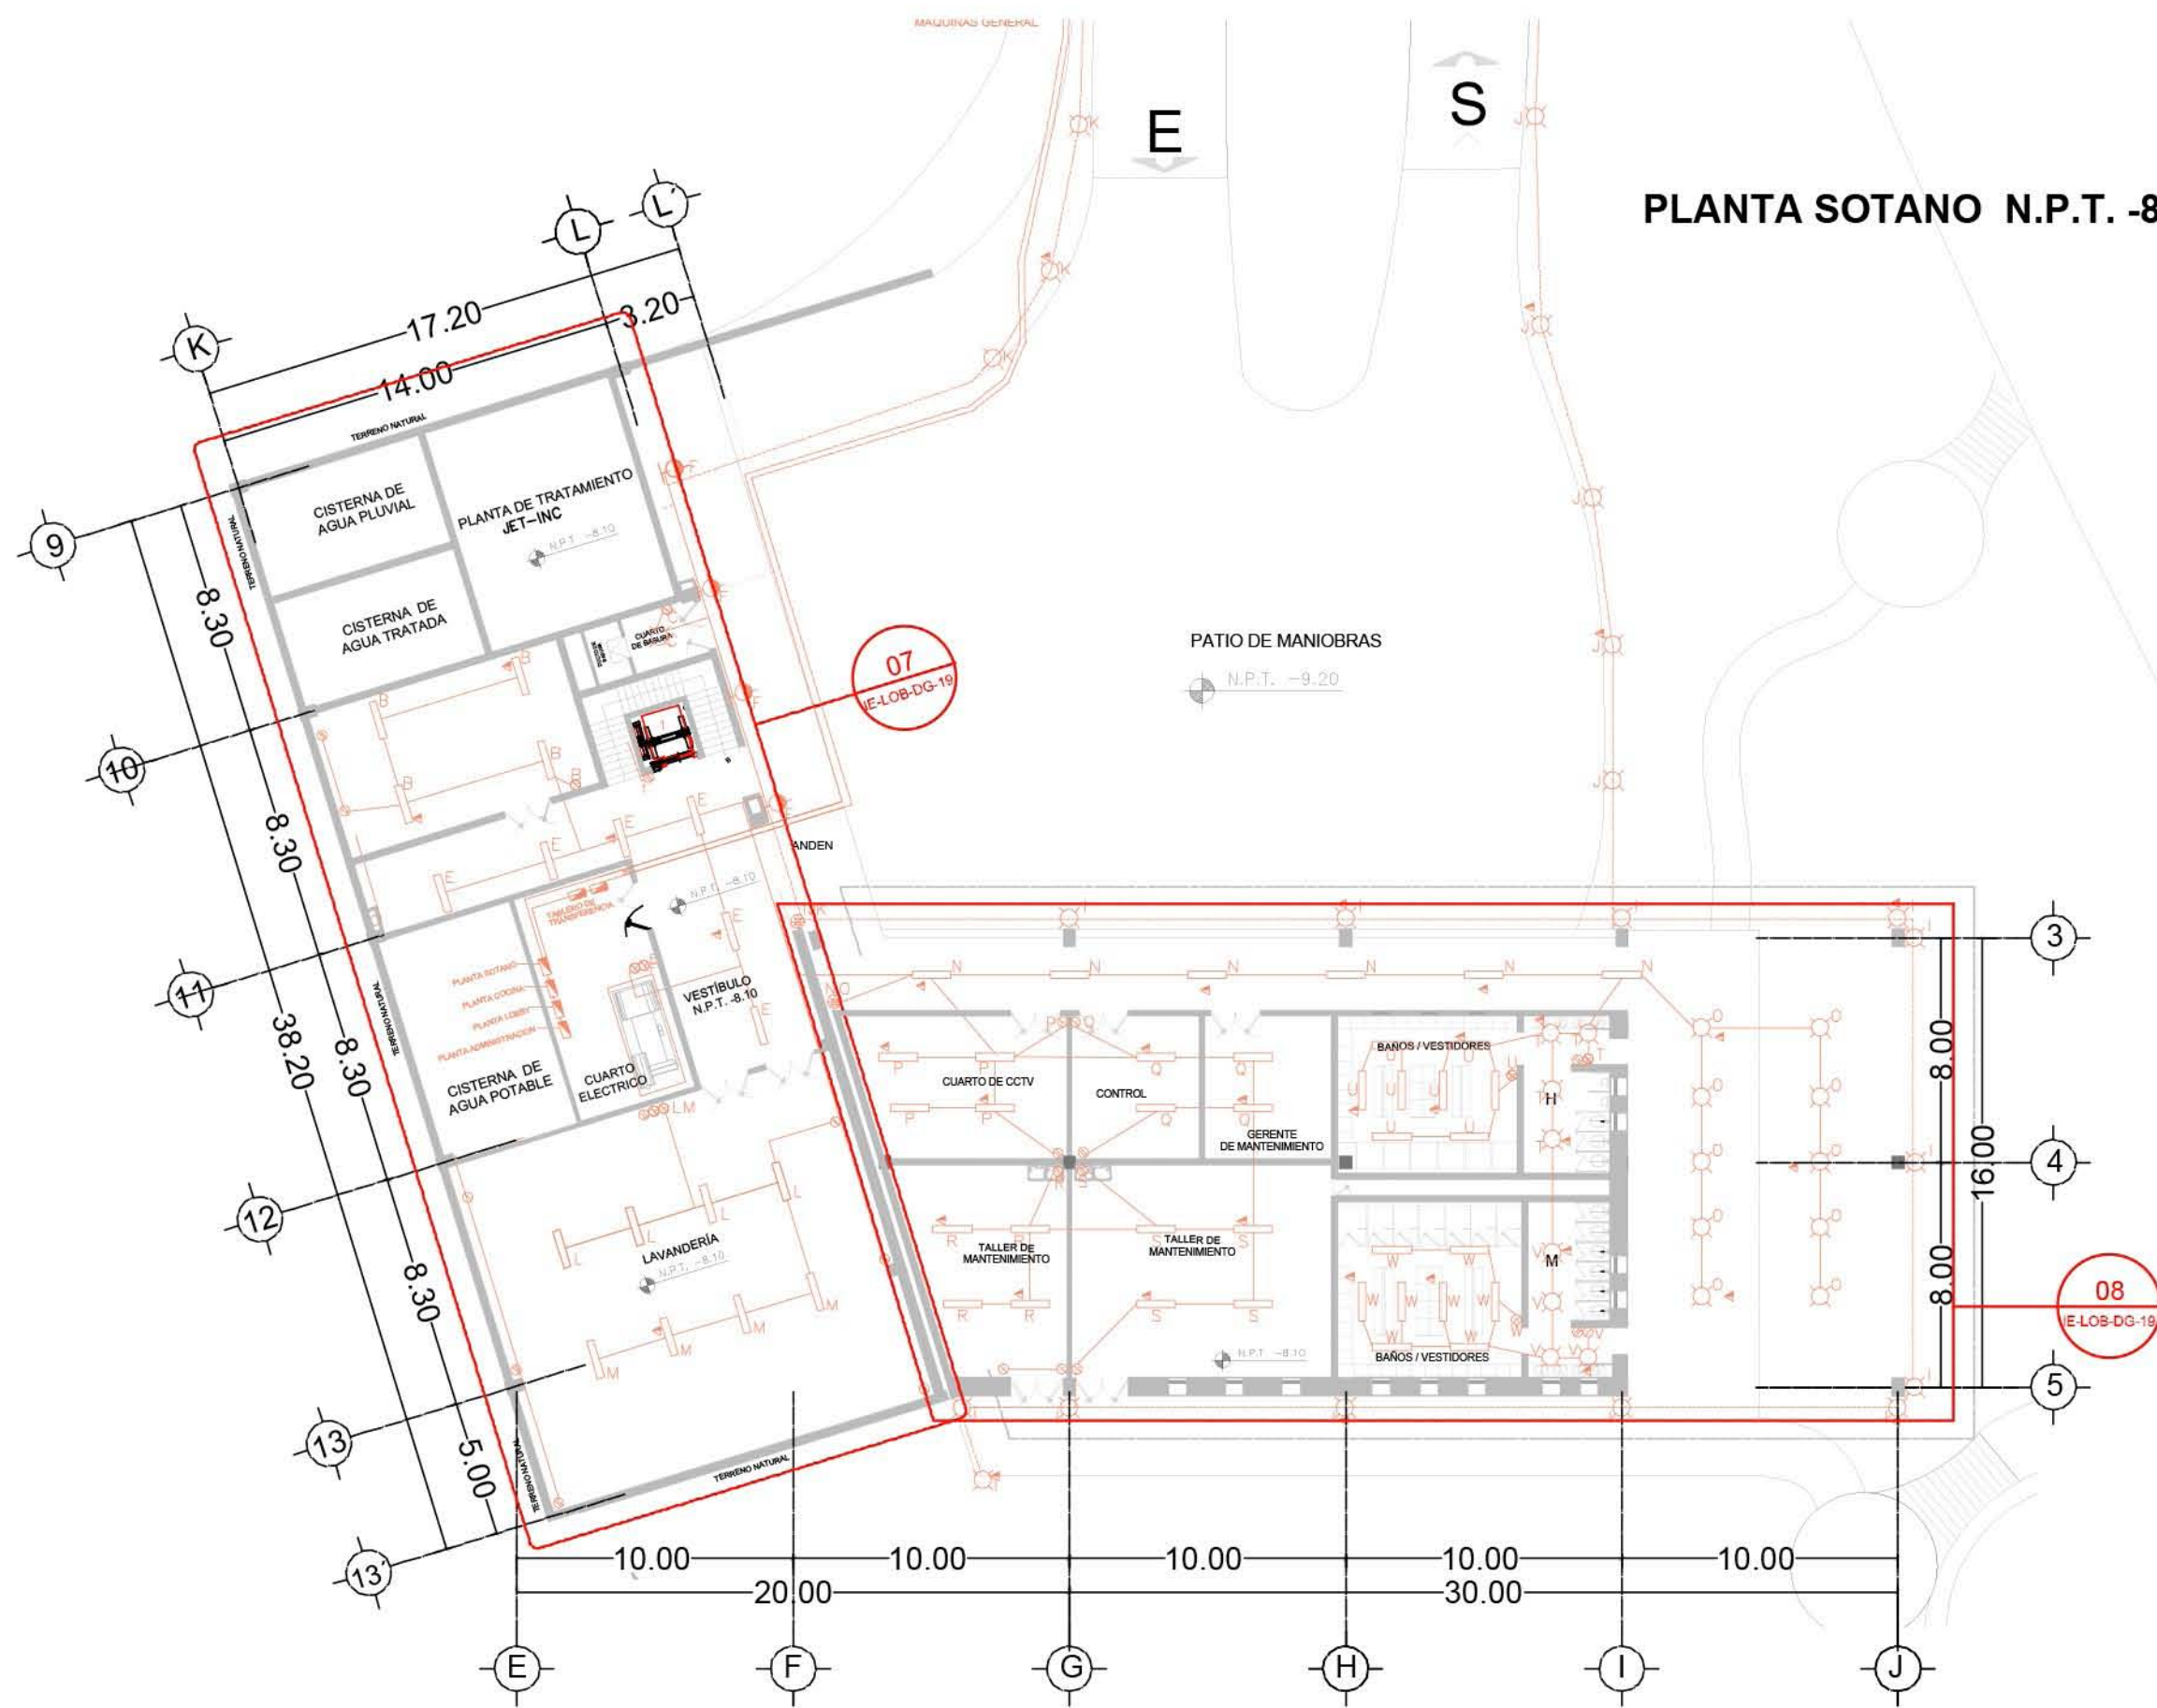 MAQUINAS GENERAL
E
S
PLANTA SOTANO N.P.T. -8
L'
L
K
17.20
3.20
14.00
TERRENO NATURAL
CISTERNA DE
AGUA PLUVIAL
PLANTA DE TRATAMIENTO
JET-INC
N.P.T. -8.10
TERRENO NATURAL
9
8.30
CISTERNA DE
AGUA TRATADA
CUARTO
DE BASURA
07
IE-LOB-DG-19
PATIO DE MANIOBRAS
N.P.T. -9.20
10
8.30
ANDEN
N.P.T. -8.10
TABLERO DE
TRANSFERENCIA
11
38.20
8.30
TERRENO NATURAL
PLANTA SOTANO
PLANTA COCINA
PLANTA LOBBY
PLANTA ADMINISTRACION
VESTÍBULO
N.P.T. -8.10
CISTERNA DE
AGUA POTABLE
CUARTO
ELECTRICO
LM
3
N N N N N N
CUARTO DE CCTV
CONTROL
GERENTE
DE MANTENIMIENTO
BAÑOS / VESTIDORES
H
8.00
16.00
4
12
8.30
LAVANDERÍA
N.P.T. -8.10
L L L L
M M M M
TALLER DE
MANTENIMIENTO
TALLER DE
MANTENIMIENTO
N.P.T. -8.10
BAÑOS / VESTIDORES
M
8.00
08
IE-LOB-DG-19
5
13
5.00
TERRENO NATURAL
TERRENO NATURAL
13'
10.00 10.00 10.00 10.00 10.00
20.00 30.00
E F G H I J